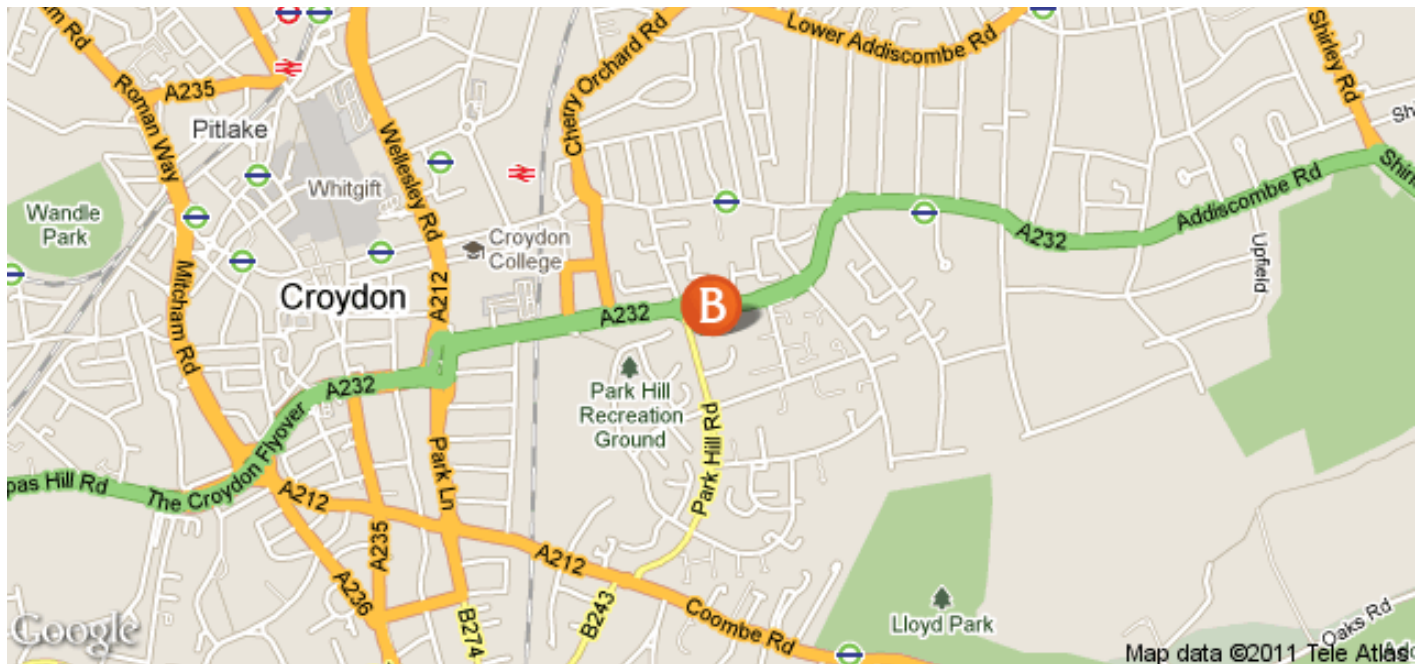 Lower Addiscombe Rd
Shirley Rd
Cherry Orchard Rd
A235
Roman Way
Pitlake
Wellesley Rd
Whitgift
Wandle
Park
Addiscombe Rd
A232
Upfield
Croydon
College
Mitcham Rd
Croydon
A212
A232
B
A232
Park Hill
Recreation
Ground
Park Hill Rd
The Croydon Flyover
Park Ln
A212
A235
A212
A236
B274
B243
Coombe Rd
Lloyd Park
Oaks Rd
Google
Map data ©2011 Tele Atlas